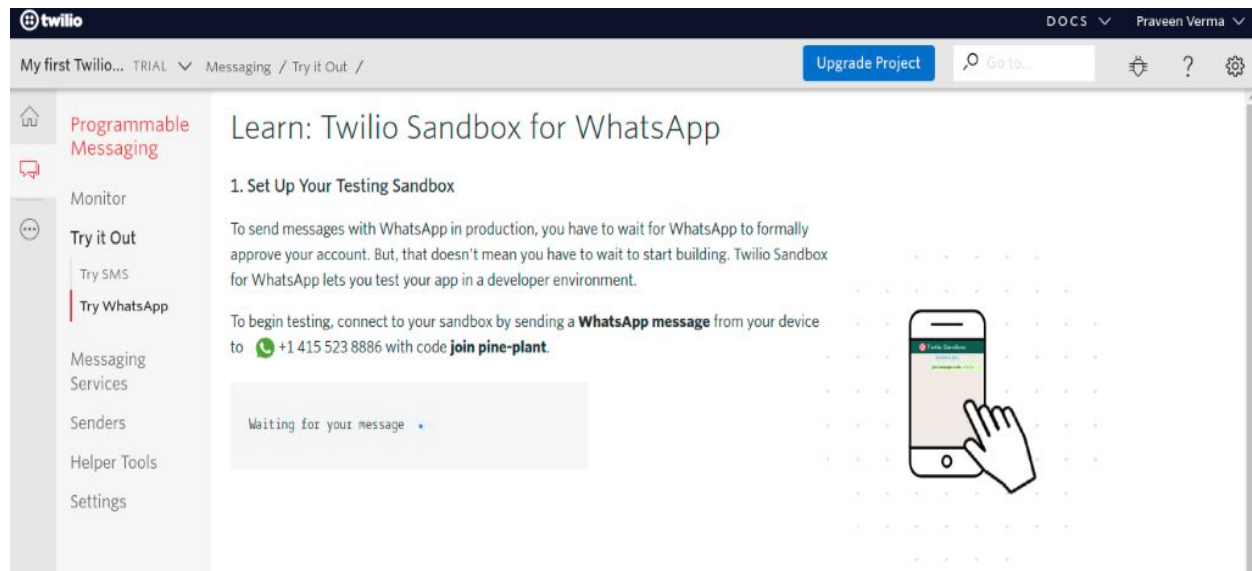 twilio
DOCS
Praveen Verma
My first Twilio... TRIAL
Messaging / Try it Out /
Upgrade Project
Go to...
?
Programmable
Messaging
Monitor
Try it Out
Try SMS
Try WhatsApp
Messaging
Services
Senders
Helper Tools
Settings
Learn: Twilio Sandbox for WhatsApp
1. Set Up Your Testing Sandbox
To send messages with WhatsApp in production, you have to wait for WhatsApp to formally
approve your account. But, that doesn't mean you have to wait to start building. Twilio Sandbox
for WhatsApp lets you test your app in a developer environment.
To begin testing, connect to your sandbox by sending a WhatsApp message from your device
to +1 415 523 8886 with code join pine-plant.
Waiting for your message
Twilio Sandbox